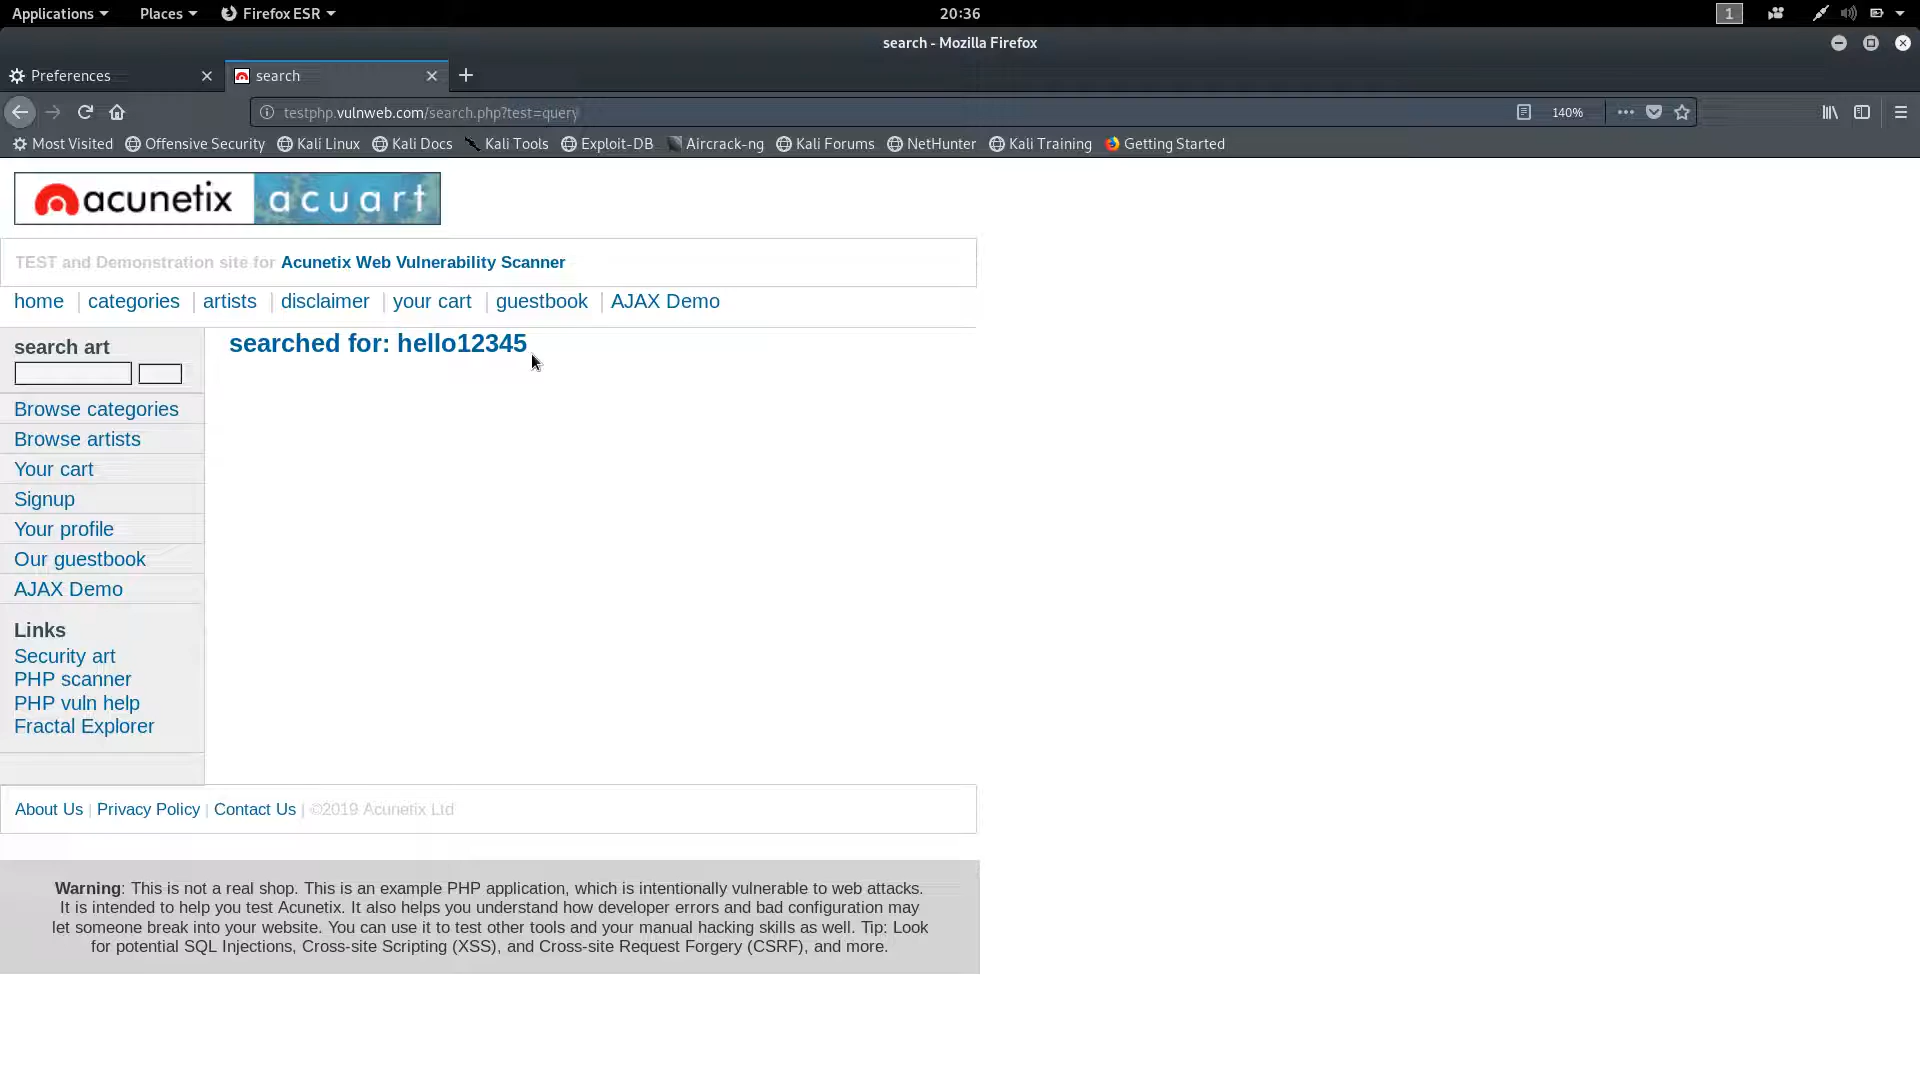 Applications Places Firefox ESR 20:36 1
search - Mozilla Firefox
Preferences search
testphp.vulnweb.com/search.php?test=query 140%
Most Visited Offensive Security Kali Linux Kali Docs Kali Tools Exploit-DB Aircrack-ng Kali Forums NetHunter Kali Training Getting Started
acunetix acuart
TEST and Demonstration site for Acunetix Web Vulnerability Scanner
home | categories | artists | disclaimer | your cart | guestbook | AJAX Demo
search art
searched for: hello12345
Browse categories
Browse artists
Your cart
Signup
Your profile
Our guestbook
AJAX Demo
Links
Security art
PHP scanner
PHP vuln help
Fractal Explorer
About Us | Privacy Policy | Contact Us | ©2019 Acunetix Ltd
Warning: This is not a real shop. This is an example PHP application, which is intentionally vulnerable to web attacks.
It is intended to help you test Acunetix. It also helps you understand how developer errors and bad configuration may
let someone break into your website. You can use it to test other tools and your manual hacking skills as well. Tip: Look
for potential SQL Injections, Cross-site Scripting (XSS), and Cross-site Request Forgery (CSRF), and more.